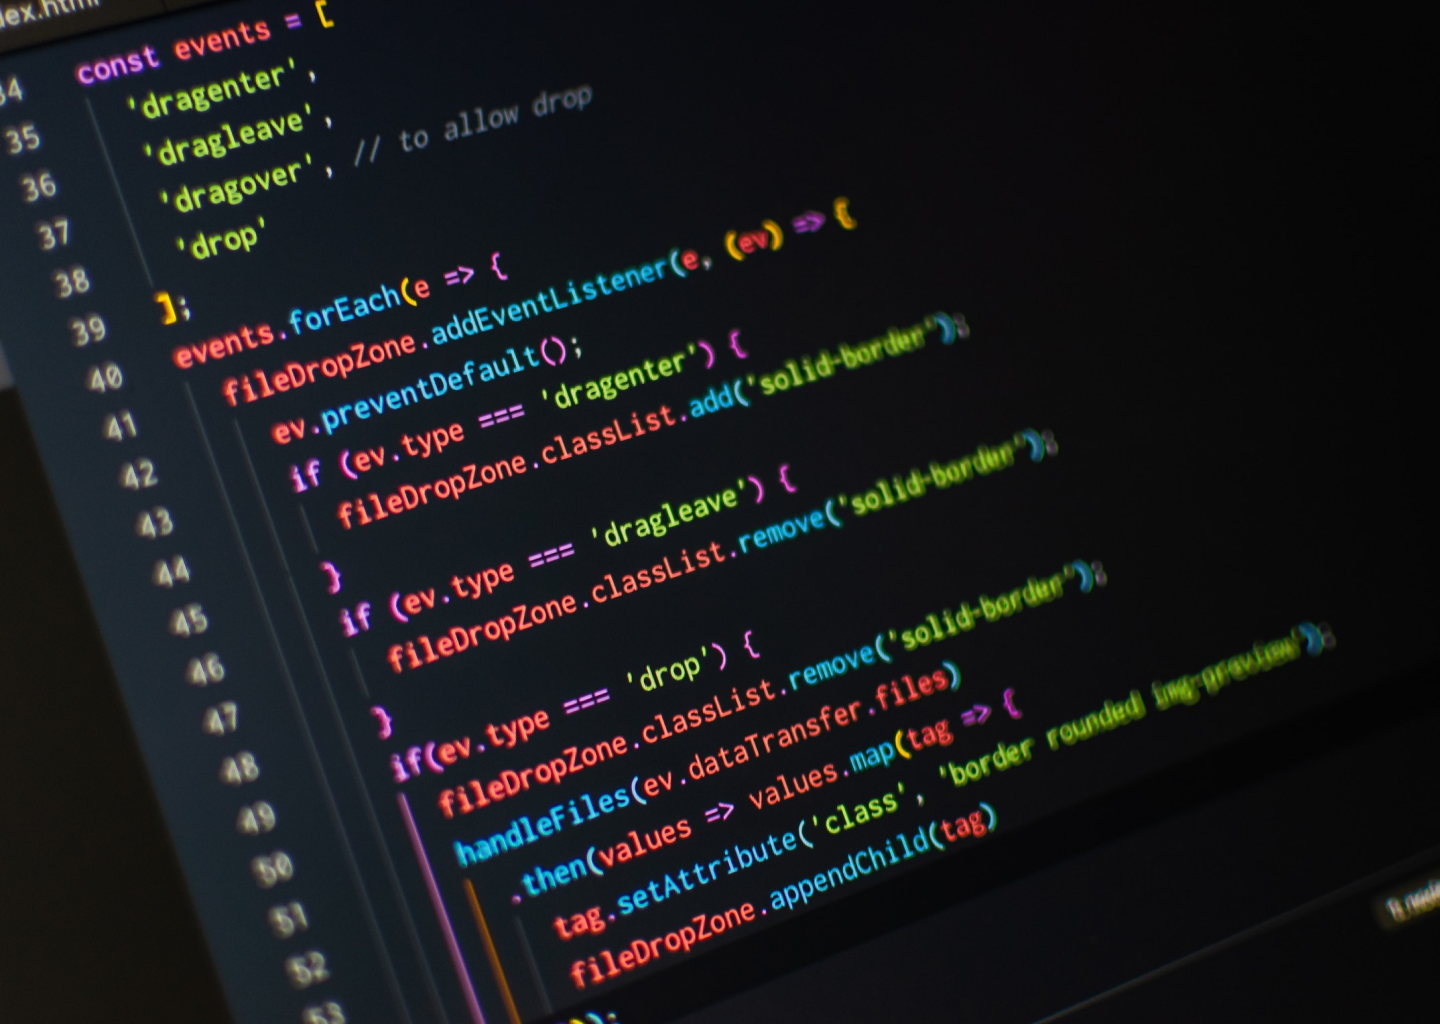 dex.html
34 const events = [
35 'dragenter',
36 'dragleave',
37 'dragover', // to allow drop
38 'drop'
39 ];
40 events.forEach(e => {
41 fileDropZone.addEventListener(e, (ev) => {
42 ev.preventDefault();
43 if (ev.type === 'dragenter') {
44 fileDropZone.classList.add('solid-border');
45 }
46 if (ev.type === 'dragleave') {
47 fileDropZone.classList.remove('solid-border');
48 }
49 if(ev.type === 'drop') {
50 fileDropZone.classList.remove('solid-border');
51 handleFiles(ev.dataTransfer.files)
52 .then(values => values.map(tag => {
53 tag.setAttribute('class', 'border rounded img-preview');
fileDropZone.appendChild(tag)
));